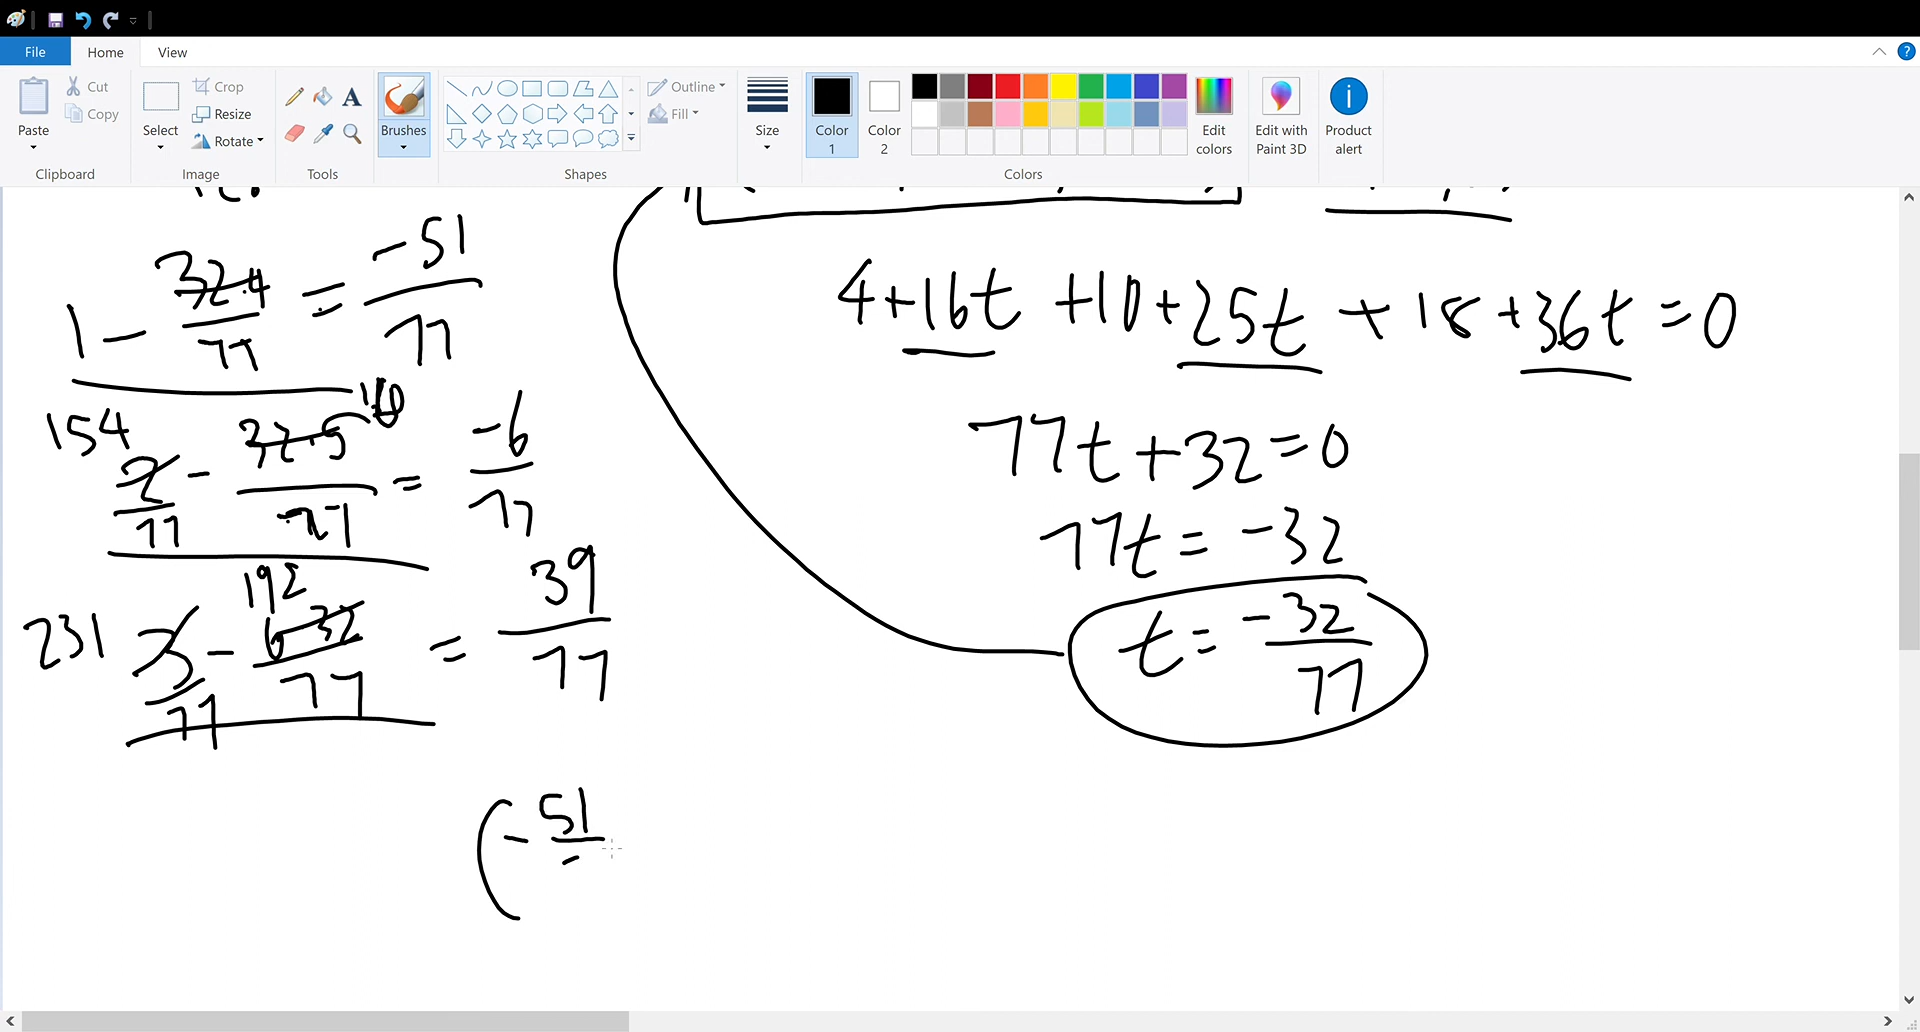 File Home View
Paste Cut Copy Clipboard
Select Crop Resize Rotate Image
Tools
Brushes
Outline Fill Shapes
Size
Color 1 Color 2 Edit colors Colors
Edit with Paint 3D
Product alert
1 - 32·4/77 = -51/77
154 2/77 - 32·5/77 160 = -6/77
231 3/77 - 6·32/77 192 = 39/77
4+16t +10+25t + 18+36t = 0
77t+32=0
77t = -32
t = -32/77
(-51